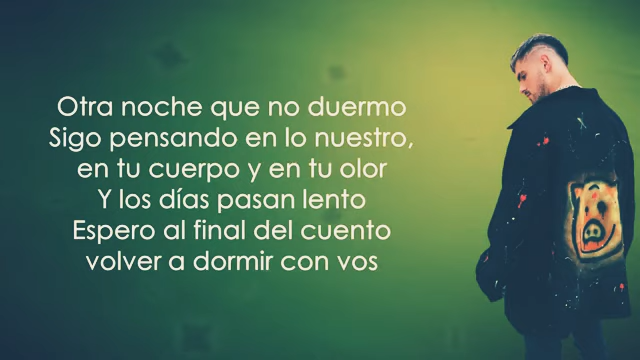 Otra noche que no duermo
Sigo pensando en lo nuestro,
en tu cuerpo y en tu olor
Y los días pasan lento
Espero al final del cuento
volver a dormir con vos